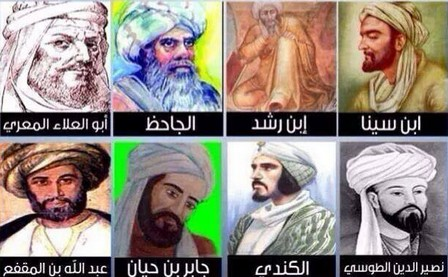 ابن سينا
إبن رشد
الجاحظ
أبو العلاء المعري
نصير الدين الطوسي
الكندي
جابر بن حيان
عبد الله بن المقفع